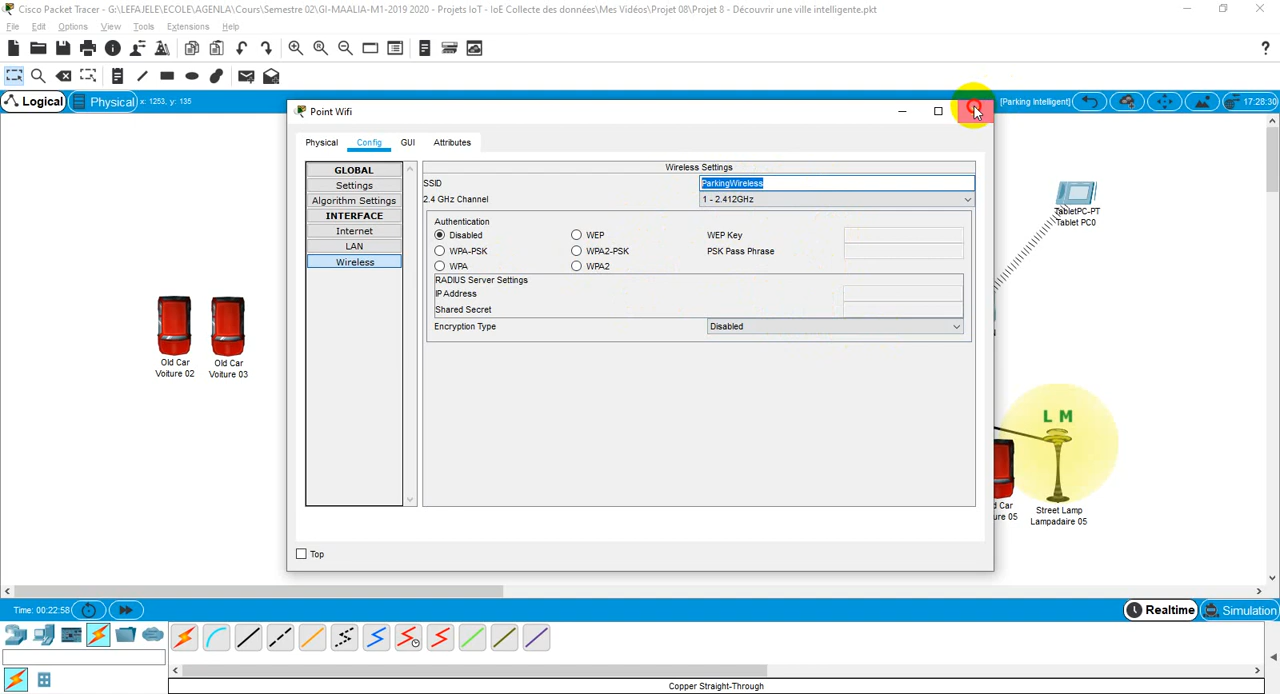 Cisco Packet Tracer - G:\LEFAJELE\ECOLE\AGENLA\Cours\Semestre 02\GI-MAALIA-M1-2019 2020 - Projets IoT - IoE Collecte des données\Mes Vidéos\Projet 08\Projet 8 - Découvrir une ville intelligente.pkt
File Edit Options View Tools Extensions Help
Logical Physical x: 1253, y: 135 [Parking Intelligent] 17:28:30
Point Wifi
Physical Config GUI Attributes
GLOBAL
Settings
Algorithm Settings
INTERFACE
Internet
LAN
Wireless
Wireless Settings
SSID ParkingWireless
2.4 GHz Channel 1 - 2.412GHz
Authentication
Disabled WEP WEP Key
WPA-PSK WPA2-PSK PSK Pass Phrase
WPA WPA2
RADIUS Server Settings
IP Address
Shared Secret
Encryption Type Disabled
Top
TabletPC-PT
Tablet PC0
Old Car
Voiture 02
Old Car
Voiture 03
L M
d Car
ure 05
Street Lamp
Lampadaire 05
Time: 00:22:58 Realtime Simulation
Copper Straight-Through